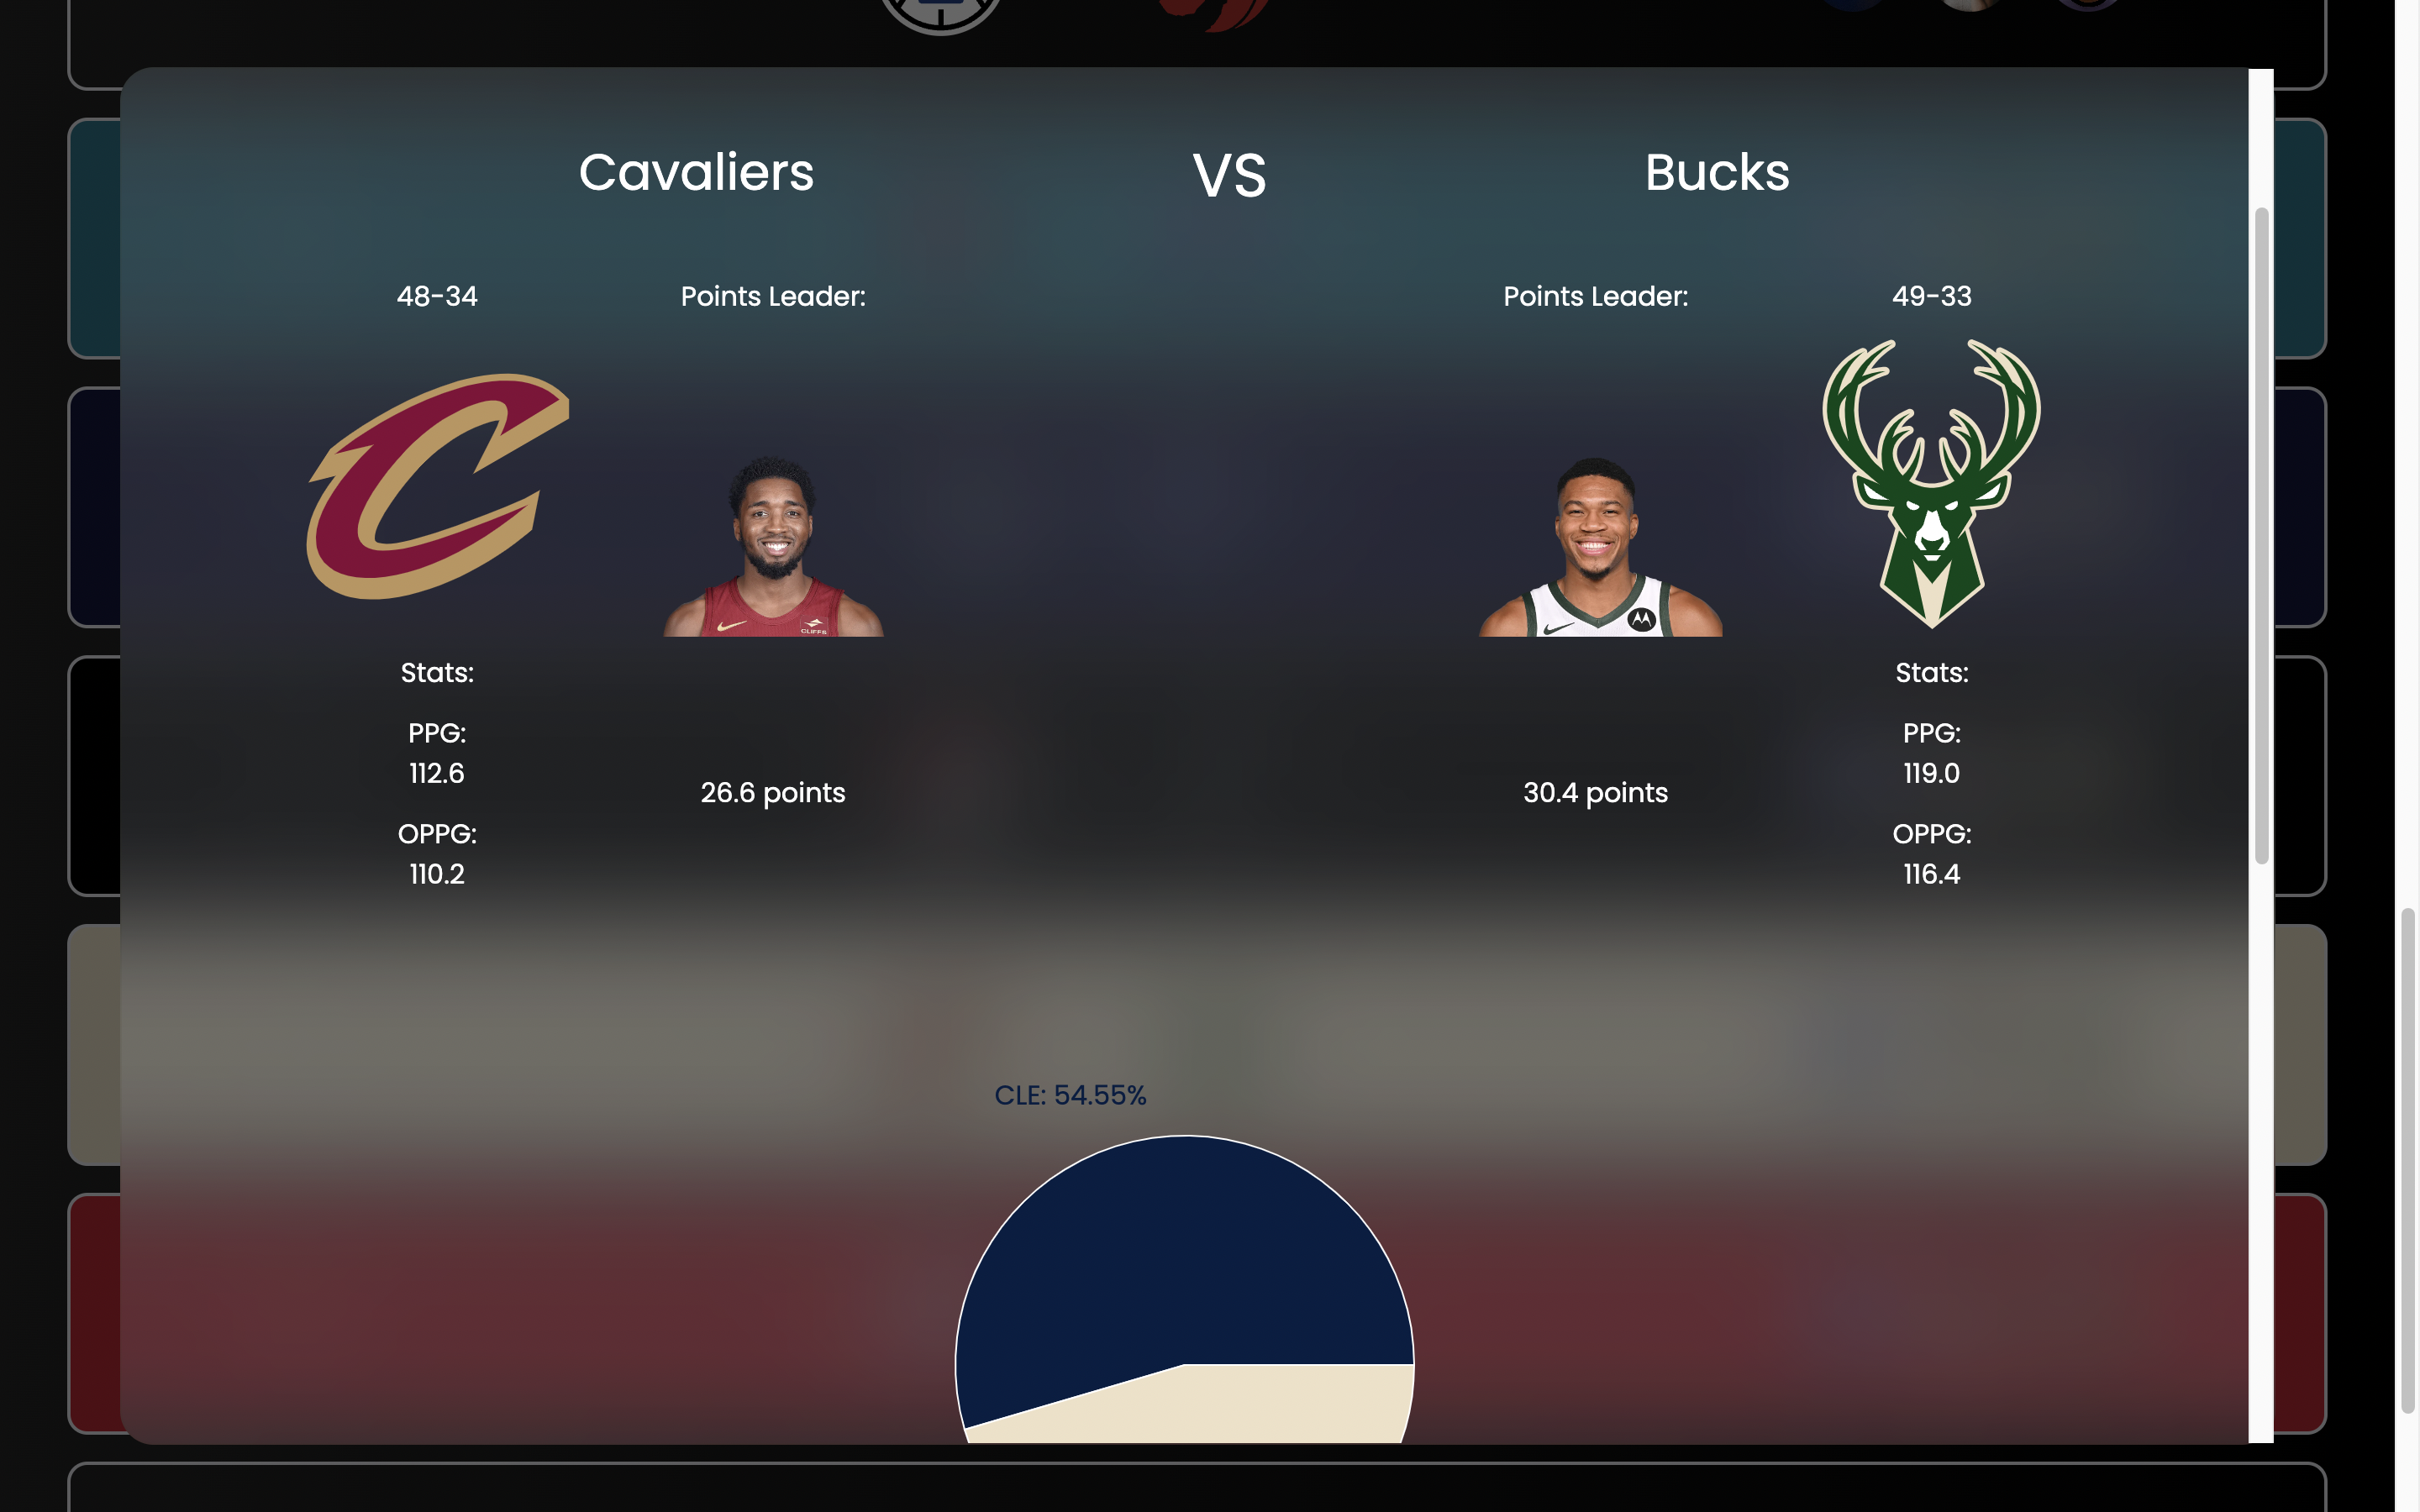 Cavaliers
VS
Bucks
48-34
Points Leader:
Points Leader:
49-33
CLIFFS
Stats:
PPG:
112.6
OPPG:
110.2
26.6 points
30.4 points
Stats:
PPG:
119.0
OPPG:
116.4
CLE: 54.55%